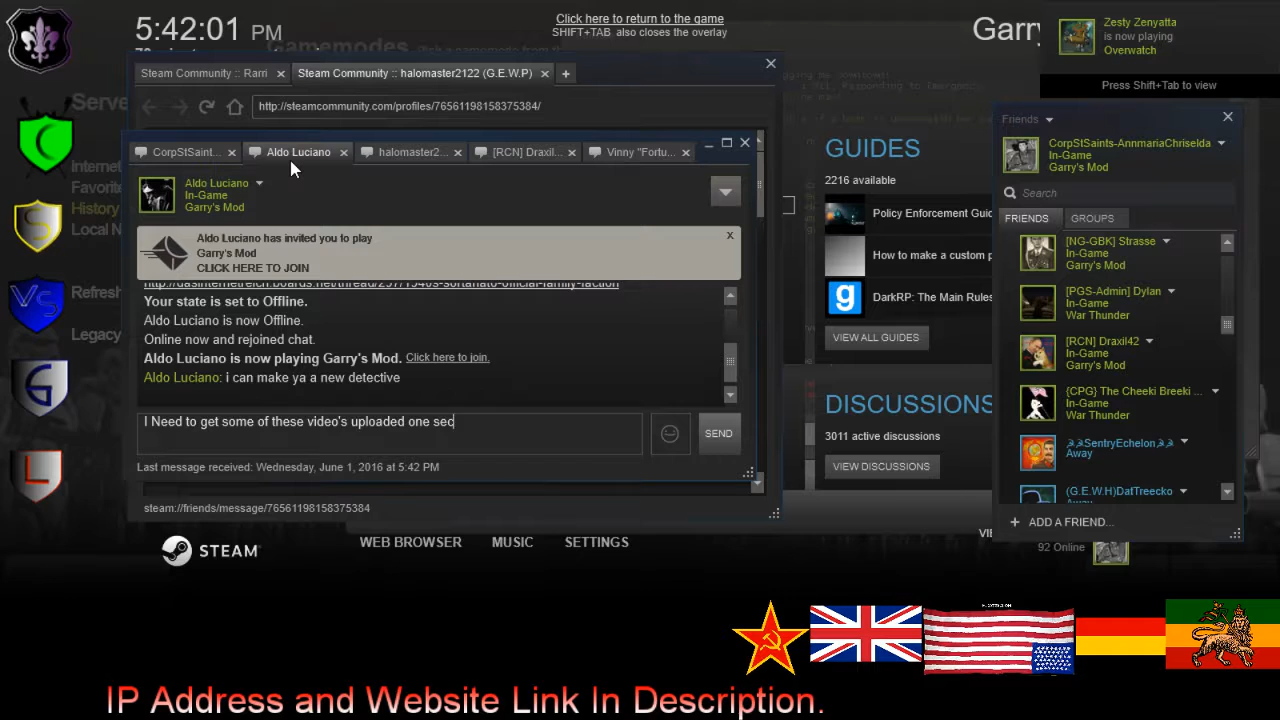 5:42:01 PM
Click here to return to the game
SHIFT+TAB also closes the overlay
Garry
Zesty Zenyatta
is now playing
Overwatch
Press Shift+Tab to view
Gamemodes
Steam Community :: Rarri
Steam Community :: halomaster2122 (G.E.W.P)
http://steamcommunity.com/profiles/76561198158375384/
Serve
Internet
Favorite
History
Local N
Refresh
Legacy
CorpStSaint...
Aldo Luciano
halomaster2...
[RCN] Draxil...
Vinny "Fortu...
Aldo Luciano
In-Game
Garry's Mod
Aldo Luciano has invited you to play
Garry's Mod
CLICK HERE TO JOIN
X
Your state is set to Offline.
Aldo Luciano is now Offline.
Online now and rejoined chat.
Aldo Luciano is now playing Garry's Mod. Click here to join.
Aldo Luciano: i can make ya a new detective
I Need to get some of these video's uploaded one sec
SEND
Last message received: Wednesday, June 1, 2016 at 5:42 PM
steam://friends/message/76561198158375384
GUIDES
2216 available
Policy Enforcement Guid
How to make a custom p
DarkRP: The Main Rules
VIEW ALL GUIDES
DISCUSSIONS
3011 active discussions
VIEW DISCUSSIONS
Friends
CorpStSaints-AnnmariaChriselda
In-Game
Garry's Mod
Search
FRIENDS
GROUPS
[NG-GBK] Strasse
In-Game
Garry's Mod
[PGS-Admin] Dylan
In-Game
War Thunder
[RCN] Draxil42
In-Game
Garry's Mod
{CPG} The Cheeki Breeki ...
In-Game
War Thunder
☭☭SentryEchelon☭☭
Away
(G.E.W.H)DatTreecko
+ ADD A FRIEND...
92 Online
VI
STEAM
WEB BROWSER
MUSIC
SETTINGS
VS
G
L
IP Address and Website Link In Description.